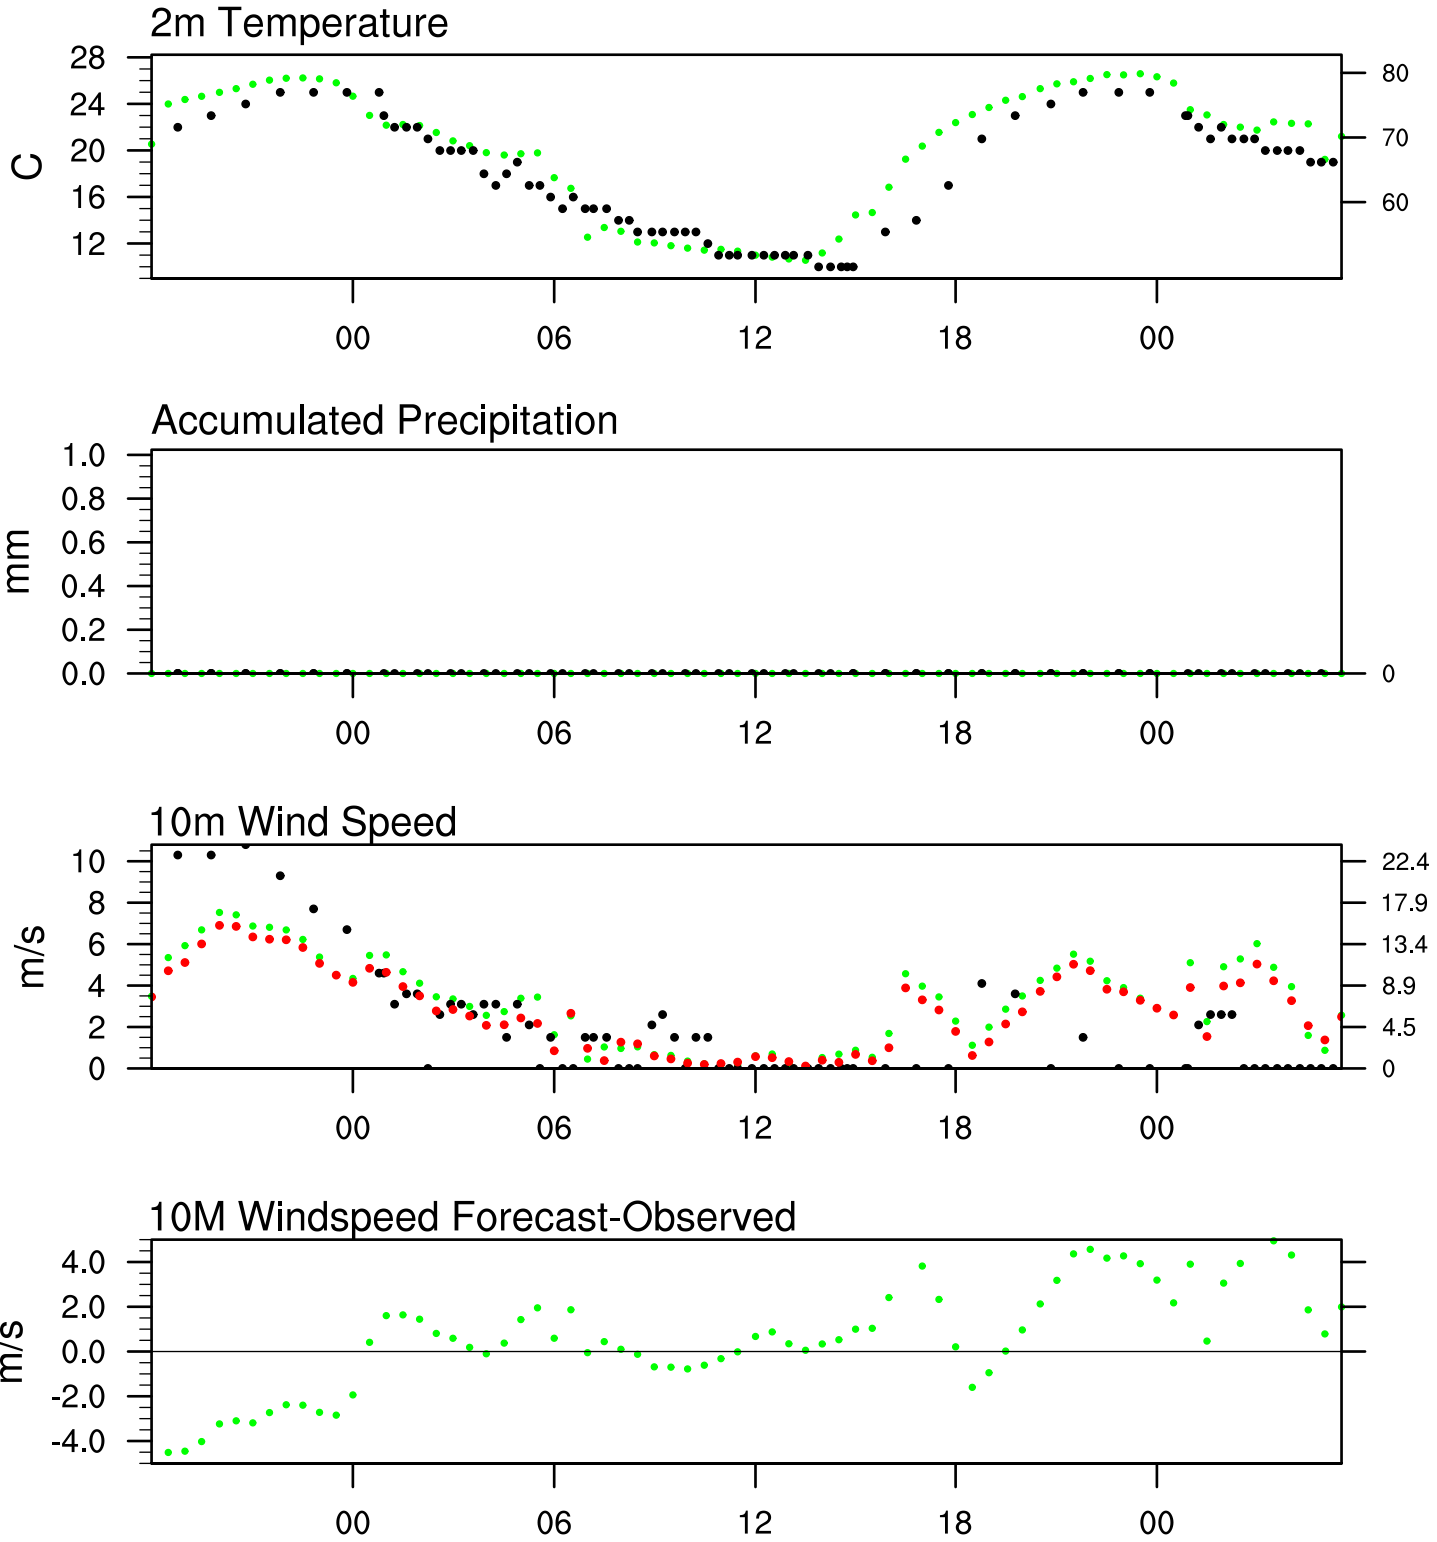 2m Temperature
28
24
20
16
12
C
80
70
60
00 06 12 18 00
Accumulated Precipitation
1.0
0.8
0.6
0.4
0.2
0.0
mm
0
00 06 12 18 00
10m Wind Speed
10
8
6
4
2
0
m/s
22.4
17.9
13.4
8.9
4.5
0
00 06 12 18 00
10M Windspeed Forecast-Observed
4.0
2.0
0.0
-2.0
-4.0
m/s
00 06 12 18 00